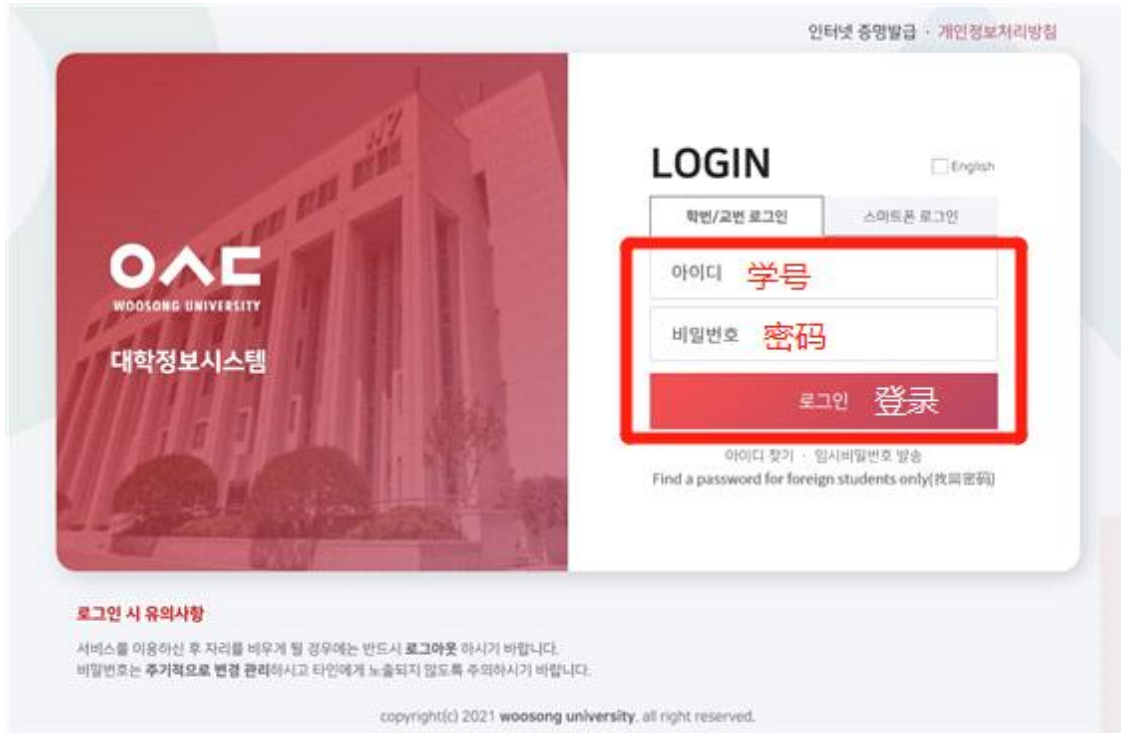 인터넷 증명발급 · 개인정보처리방침
LOGIN
English
학번/교번 로그인
스마트폰 로그인
아이디 学号
비밀번호 密码
로그인 登录
아이디 찾기 · 임시비밀번호 발송
Find a password for foreign students only(找回密码)
W7
우송대
WOOSONG UNIVERSITY
대학정보시스템
로그인 시 유의사항
서비스를 이용하신 후 자리를 비우게 될 경우에는 반드시 로그아웃 하시기 바랍니다.
비밀번호는 주기적으로 변경 관리하시고 타인에게 노출되지 않도록 주의하시기 바랍니다.
copyright(c) 2021 woosong university. all right reserved.